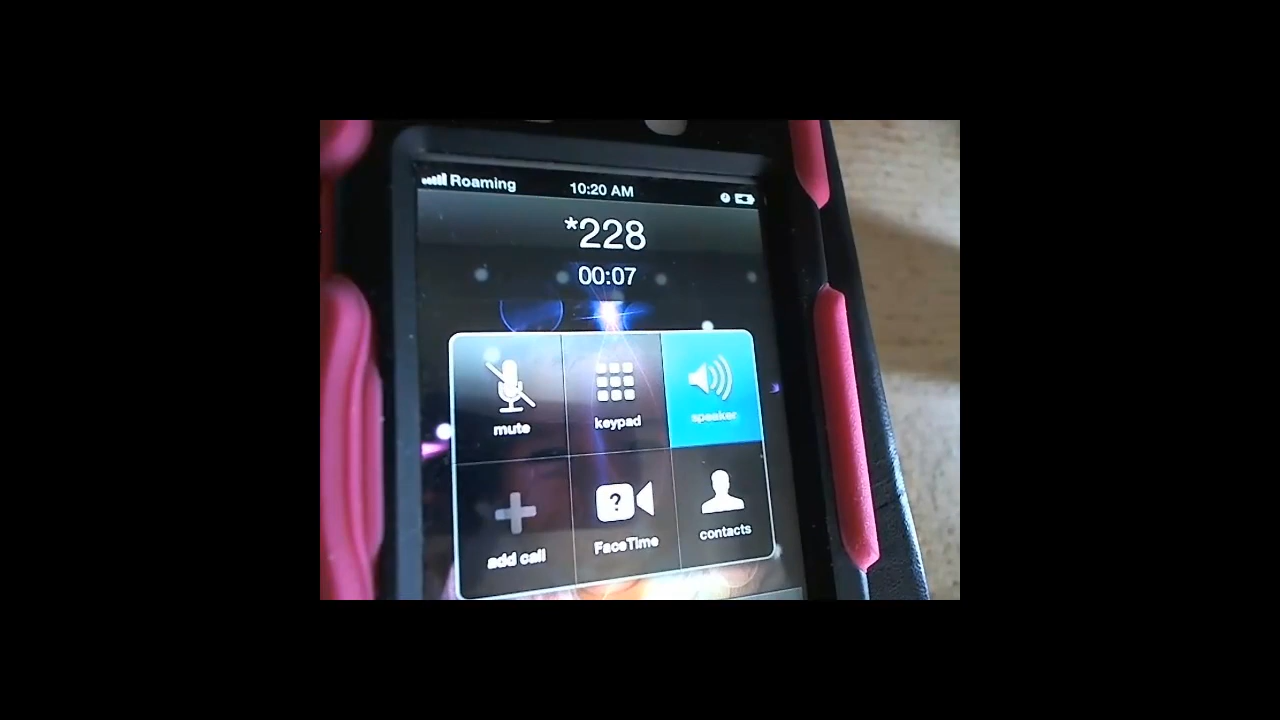 Roaming 10:20 AM
*228
00:07
mute keypad speaker
add call FaceTime contacts